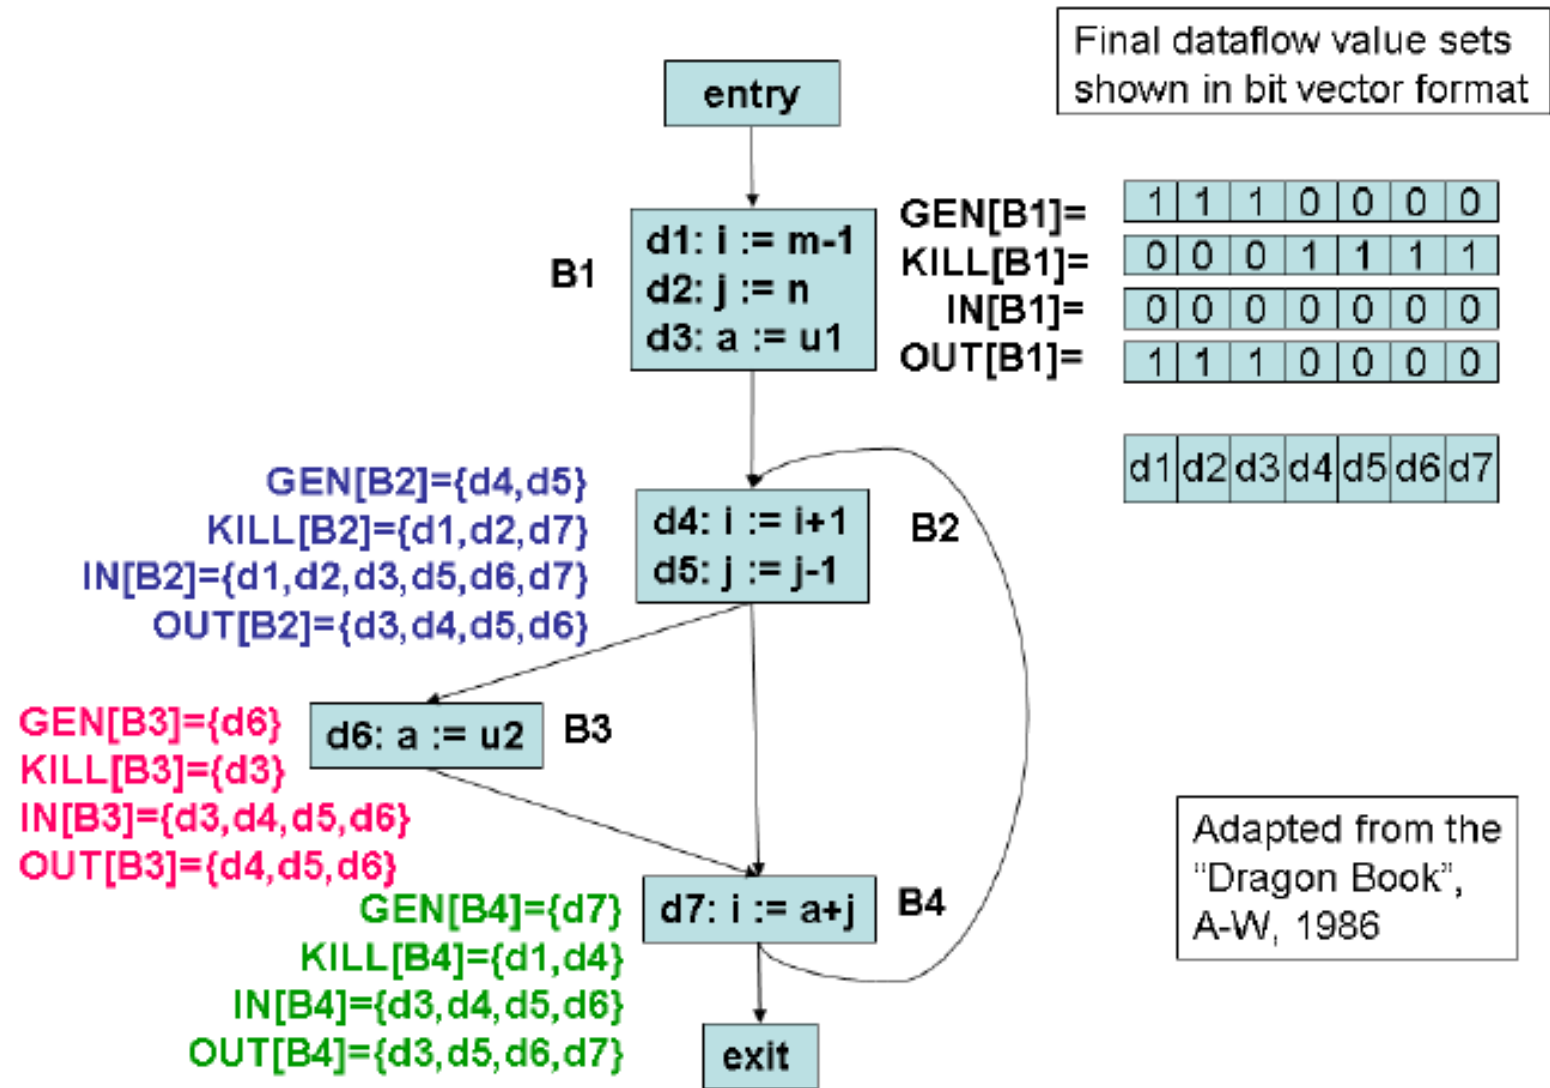 Final dataflow value sets
shown in bit vector format
entry
B1
d1: i := m-1
d2: j := n
d3: a := u1
GEN[B1]= 1 1 1 0 0 0 0
KILL[B1]= 0 0 0 1 1 1 1
IN[B1]= 0 0 0 0 0 0 0
OUT[B1]= 1 1 1 0 0 0 0
d1 d2 d3 d4 d5 d6 d7
GEN[B2]={d4,d5}
KILL[B2]={d1,d2,d7}
IN[B2]={d1,d2,d3,d5,d6,d7}
OUT[B2]={d3,d4,d5,d6}
d4: i := i+1
d5: j := j-1
B2
GEN[B3]={d6}
KILL[B3]={d3}
IN[B3]={d3,d4,d5,d6}
OUT[B3]={d4,d5,d6}
d6: a := u2
B3
GEN[B4]={d7}
KILL[B4]={d1,d4}
IN[B4]={d3,d4,d5,d6}
OUT[B4]={d3,d5,d6,d7}
d7: i := a+j
B4
exit
Adapted from the
“Dragon Book”,
A-W, 1986